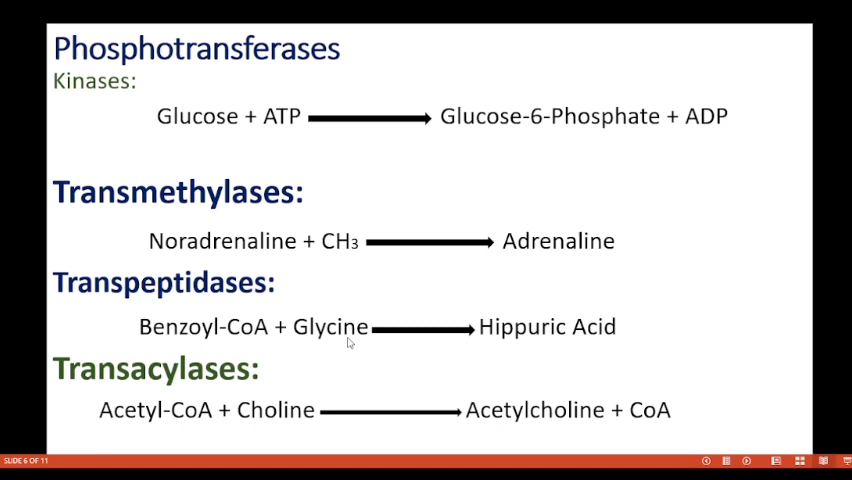 Phosphotransferases
Kinases:
Glucose + ATP Glucose-6-Phosphate + ADP
Transmethylases:
Noradrenaline + CH₃ Adrenaline
Transpeptidases:
Benzoyl-CoA + Glycine Hippuric Acid
Transacylases:
Acetyl-CoA + Choline Acetylcholine + CoA
SLIDE 6 OF 11